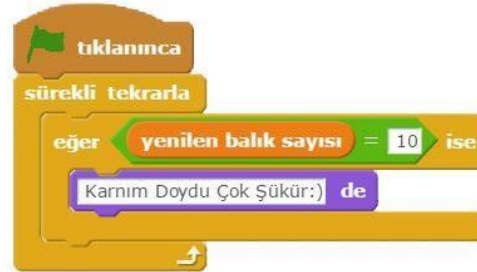 tıklanınca
sürekli tekrarla
eğer yenilen balık sayısı = 10 ise
Karnım Doydu Çok Şükür:) de